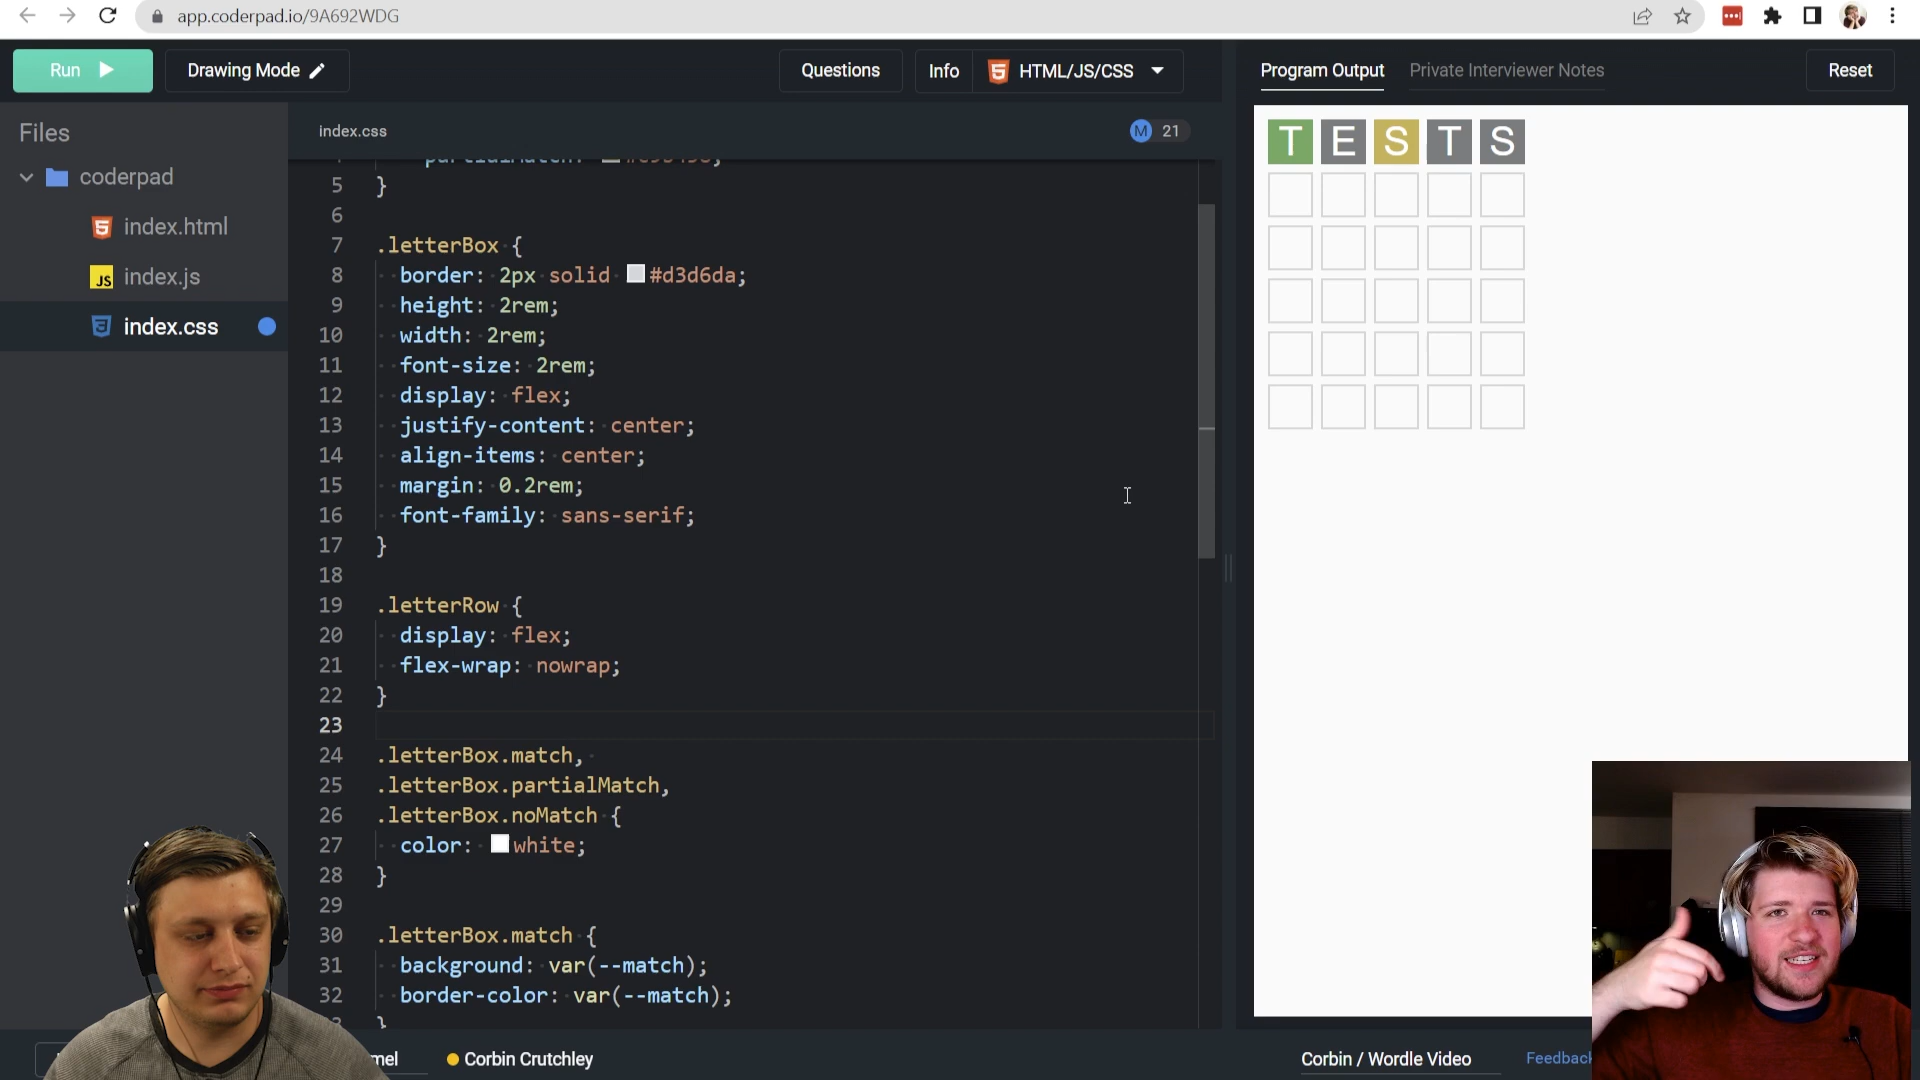 app.coderpad.io/9A692WDG
Run
Drawing Mode
Questions
Info
HTML/JS/CSS
Program Output
Private Interviewer Notes
Reset
Files
coderpad
index.html
index.js
index.css
index.css
M 21
5 }
6
7 .letterBox {
8 border: 2px solid #d3d6da;
9 height: 2rem;
10 width: 2rem;
11 font-size: 2rem;
12 display: flex;
13 justify-content: center;
14 align-items: center;
15 margin: 0.2rem;
16 font-family: sans-serif;
17 }
18
19 .letterRow {
20 display: flex;
21 flex-wrap: nowrap;
22 }
23
24 .letterBox.match,
25 .letterBox.partialMatch,
26 .letterBox.noMatch {
27 color: white;
28 }
29
30 .letterBox.match {
31 background: var(--match);
32 border-color: var(--match);
}
T E S T S
Corbin Crutchley
Corbin / Wordle Video